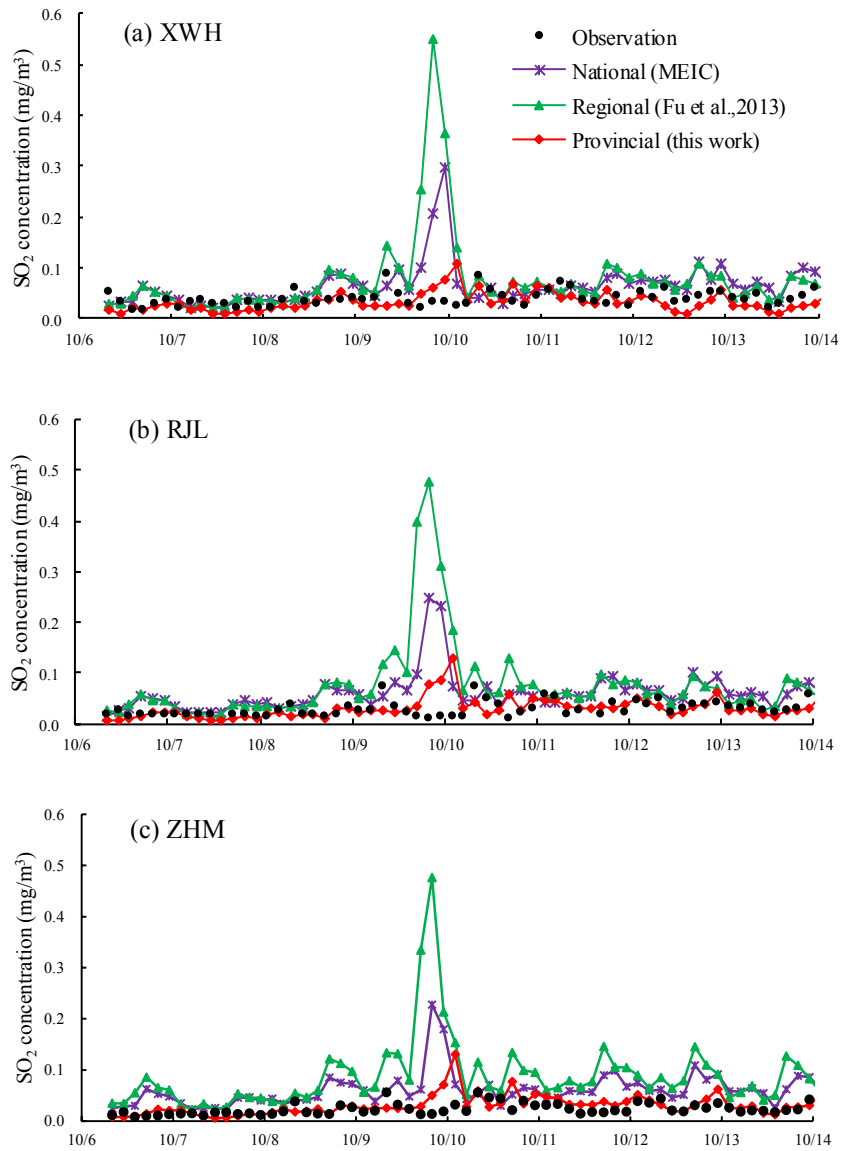 (a) XWH
Observation
National (MEIC)
Regional (Fu et al.,2013)
Provincial (this work)
SO₂ concentration (mg/m³)
0.6
0.5
0.4
0.3
0.2
0.1
0.0
10/6 10/7 10/8 10/9 10/10 10/11 10/12 10/13 10/14
(b) RJL
SO₂ concentration (mg/m³)
0.6
0.5
0.4
0.3
0.2
0.1
0.0
10/6 10/7 10/8 10/9 10/10 10/11 10/12 10/13 10/14
(c) ZHM
SO₂ concentration (mg/m³)
0.6
0.5
0.4
0.3
0.2
0.1
0.0
10/6 10/7 10/8 10/9 10/10 10/11 10/12 10/13 10/14